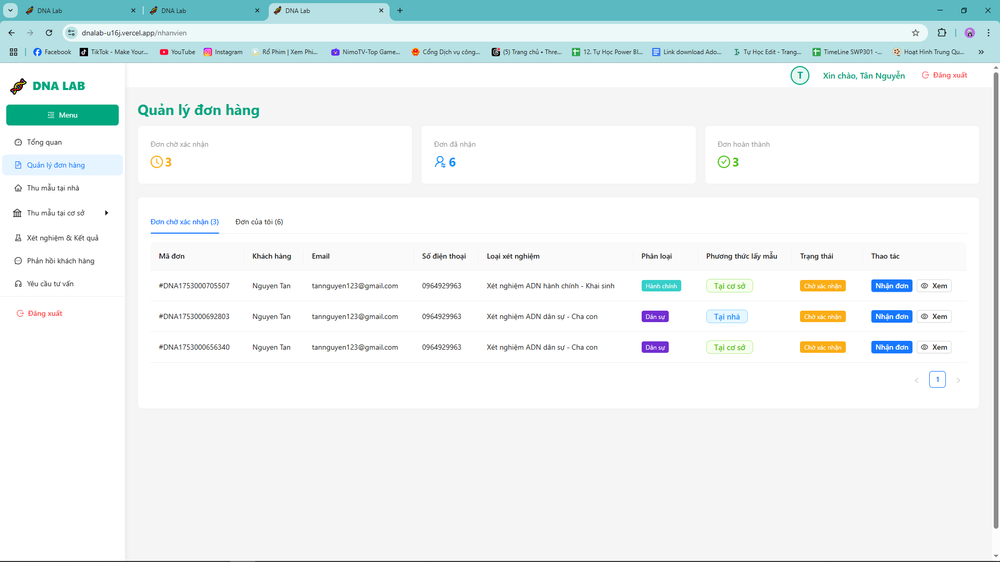 DNA Lab
DNA Lab
DNA Lab
dnalab-u16j.vercel.app/nhanvien
Facebook
TikTok - Make Your...
YouTube
Instagram
Rổ Phim | Xem Phi...
NimoTV-Top Game...
Cổng Dịch vụ công...
(5) Trang chủ • Thre...
12. Tự Học Power BI...
Link download Ado...
Tự Học Edit - Trang...
TimeLine SWP301 -...
Hoạt Hình Trung Qu...
DNA LAB
T
Xin chào, Tân Nguyễn
Đăng xuất
Menu
Tổng quan
Quản lý đơn hàng
Thu mẫu tại nhà
Thu mẫu tại cơ sở
Xét nghiệm & Kết quả
Phản hồi khách hàng
Yêu cầu tư vấn
Đăng xuất
Quản lý đơn hàng
Đơn chờ xác nhận
3
Đơn đã nhận
6
Đơn hoàn thành
3
Đơn chờ xác nhận (3)
Đơn của tôi (6)
Mã đơn Khách hàng Email Số điện thoại Loại xét nghiệm Phân loại Phương thức lấy mẫu Trạng thái Thao tác
#DNA1753000705507 Nguyen Tan tannguyen123@gmail.com 0964929963 Xét nghiệm ADN hành chính - Khai sinh Hành chính Tại cơ sở Chờ xác nhận Nhận đơn Xem
#DNA1753000692803 Nguyen Tan tannguyen123@gmail.com 0964929963 Xét nghiệm ADN dân sự - Cha con Dân sự Tại nhà Chờ xác nhận Nhận đơn Xem
#DNA1753000656340 Nguyen Tan tannguyen123@gmail.com 0964929963 Xét nghiệm ADN dân sự - Cha con Dân sự Tại cơ sở Chờ xác nhận Nhận đơn Xem
1